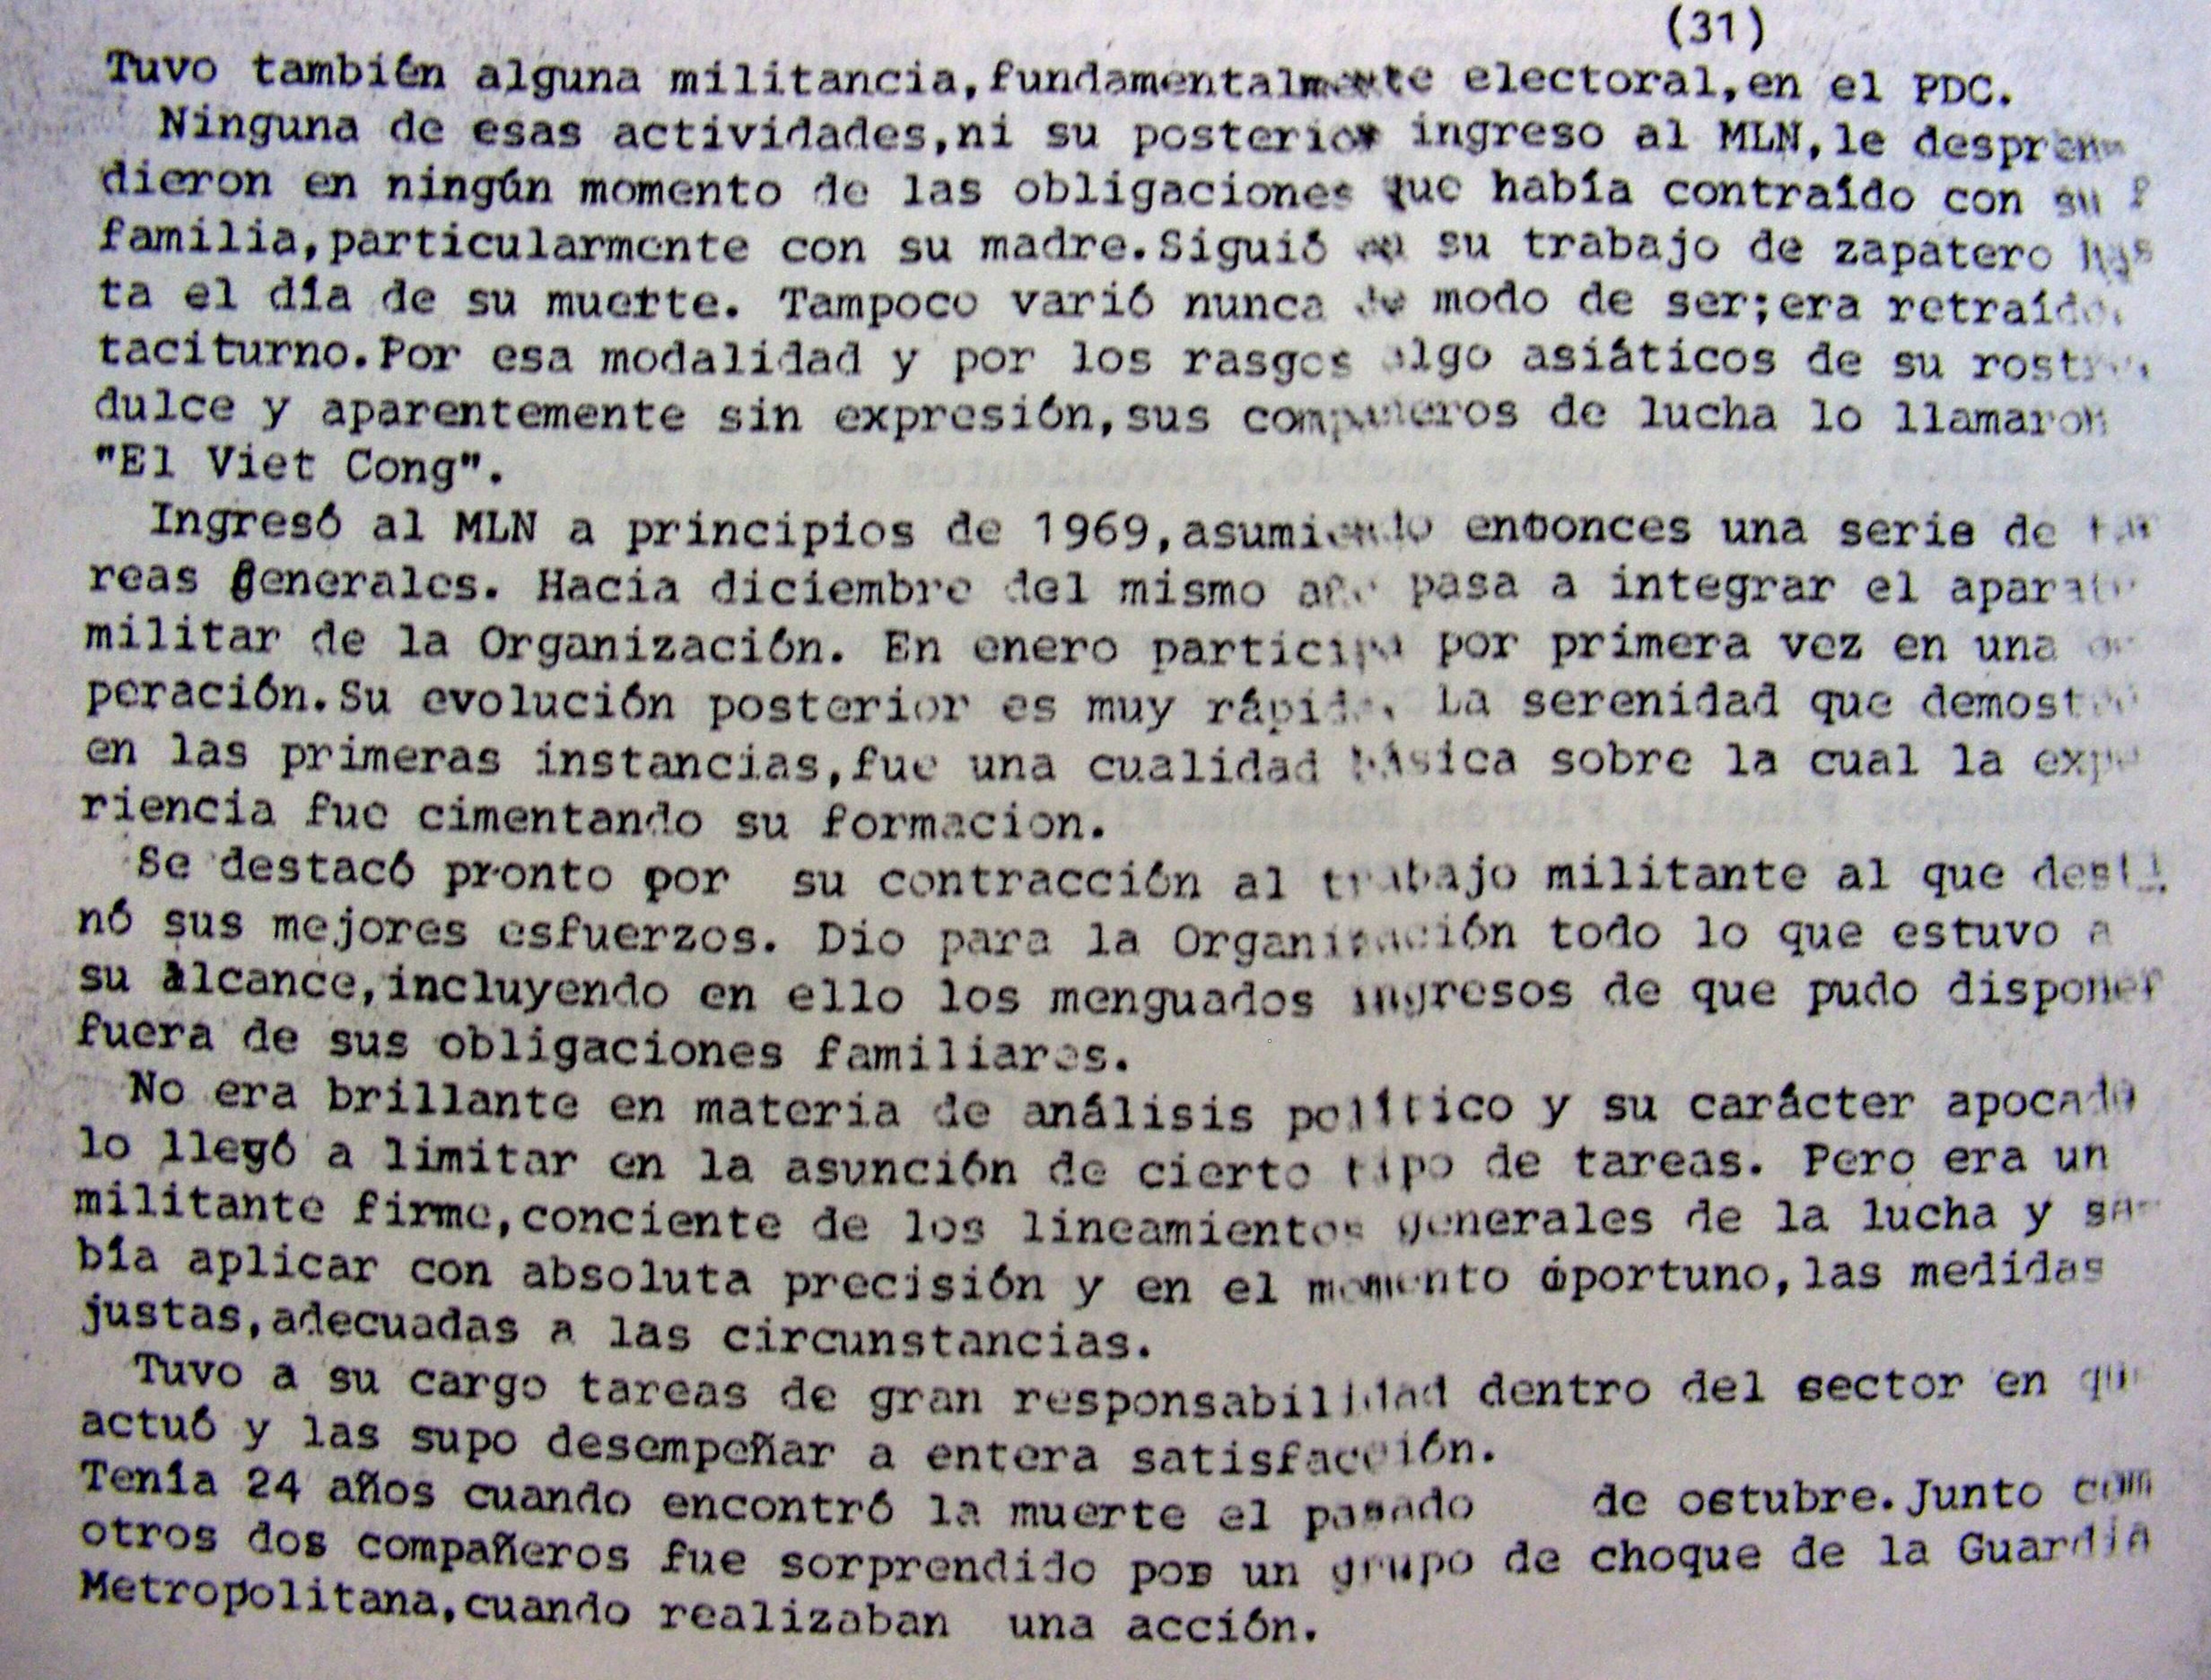 (31)
Tuvo también alguna militancia,fundamentalmente electoral,en el PDC.
Ninguna de esas actividades,ni su posterior ingreso al MLN,le despren-
dieron en ningún momento de las obligaciones que había contraído con su f
familia,particularmente con su madre.Siguió en su trabajo de zapatero has
ta el día de su muerte. Tampoco varió nunca de modo de ser;era retraído,
taciturno.Por esa modalidad y por los rasgos algo asiáticos de su rostro,
dulce y aparentemente sin expresión,sus compañeros de lucha lo llamaron
"El Viet Cong".
Ingresó al MLN a principios de 1969,asumiendo entonces una serie de ta
reas generales. Hacia diciembre del mismo año pasa a integrar el aparato
militar de la Organización. En enero participa por primera vez en una o-
peración.Su evolución posterior es muy rápida. La serenidad que demostró
en las primeras instancias,fue una cualidad básica sobre la cual la expe
riencia fue cimentando su formacion.
Se destacó pronto por su contracción al trabajo militante al que desti
nó sus mejores esfuerzos. Dio para la Organización todo lo que estuvo a
su alcance,incluyendo en ello los menguados ingresos de que pudo disponer
fuera de sus obligaciones familiares.
No era brillante en materia de análisis político y su carácter apocado
lo llegó a limitar en la asunción de cierto tipo de tareas. Pero era un
militante firme,conciente de los lineamientos generales de la lucha y sa-
bía aplicar con absoluta precisión y en el momento oportuno,las medidas
justas,adecuadas a las circunstancias.
Tuvo a su cargo tareas de gran responsabilidad dentro del sector en que
actuó y las supo desempeñar a entera satisfacción.
Tenía 24 años cuando encontró la muerte el pasado de ostubre.Junto com
otros dos compañeros fue sorprendido por un grupo de choque de la Guardia
Metropolitana,cuando realizaban una acción.